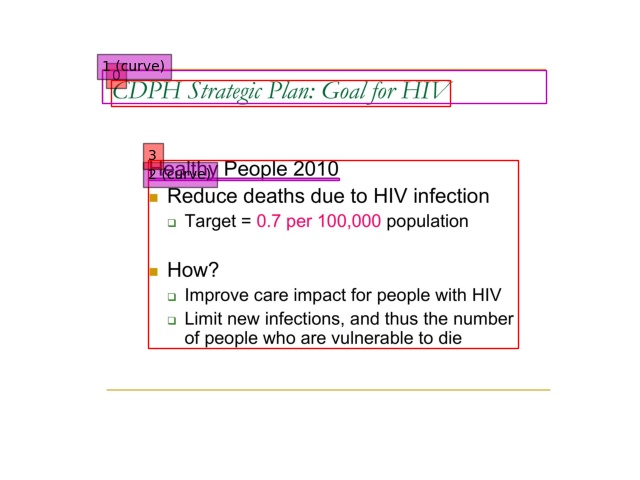 1 (curve)
0
CDPH Strategic Plan: Goal for HIV
3
2 (curve)
Healthy People 2010
Reduce deaths due to HIV infection
Target = 0.7 per 100,000 population
How?
Improve care impact for people with HIV
Limit new infections, and thus the number
of people who are vulnerable to die